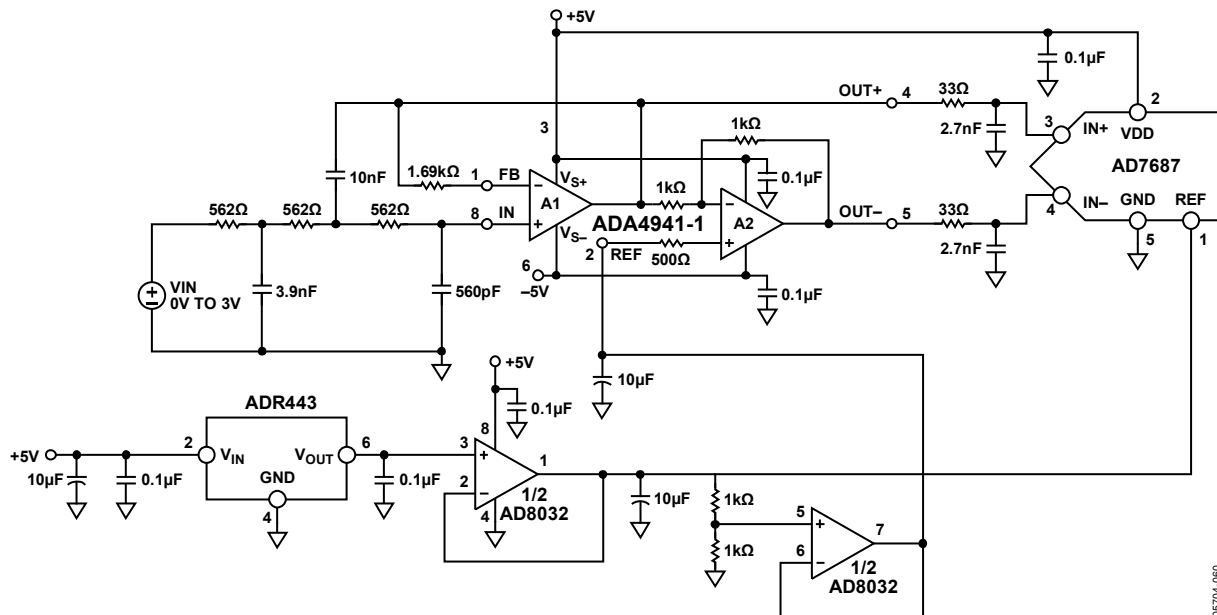 +5V
0.1µF
OUT+ 4 33Ω 2
3 1kΩ 2.7nF 3 IN+ VDD
AD7687
10nF 1.69kΩ 1 FB VS+ 0.1µF
A1 1kΩ
562Ω 562Ω 562Ω 8 IN ADA4941-1 A2 OUT– 5 33Ω 4 IN– GND REF
VS– 2 REF 500Ω 2.7nF 5 1
6
–5V
VIN
0V TO 3V
3.9nF 560pF 0.1µF
+5V
10µF
ADR443 8 0.1µF
+5V 2 VIN VOUT 6 3 1
10µF 0.1µF GND 0.1µF 2 10µF 1kΩ
4 4 1/2
AD8032
1kΩ 5 7
6
1/2
AD8032
05704-060